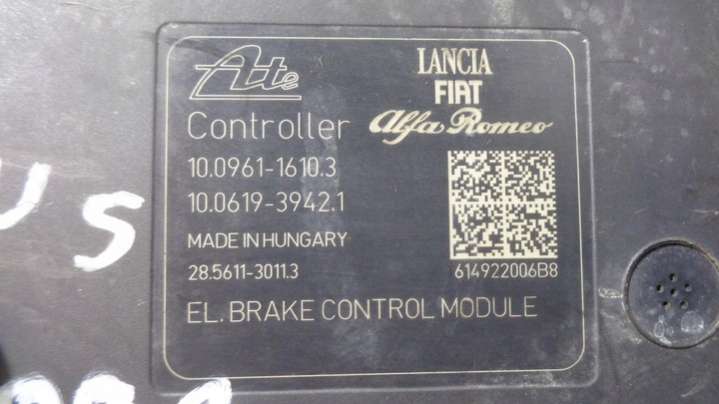 Ate
LANCIA
FIAT
Alfa Romeo
Controller
10.0961-1610.3
10.0619-3942.1
MADE IN HUNGARY
28.5611-3011.3
614922006B8
EL. BRAKE CONTROL MODULE